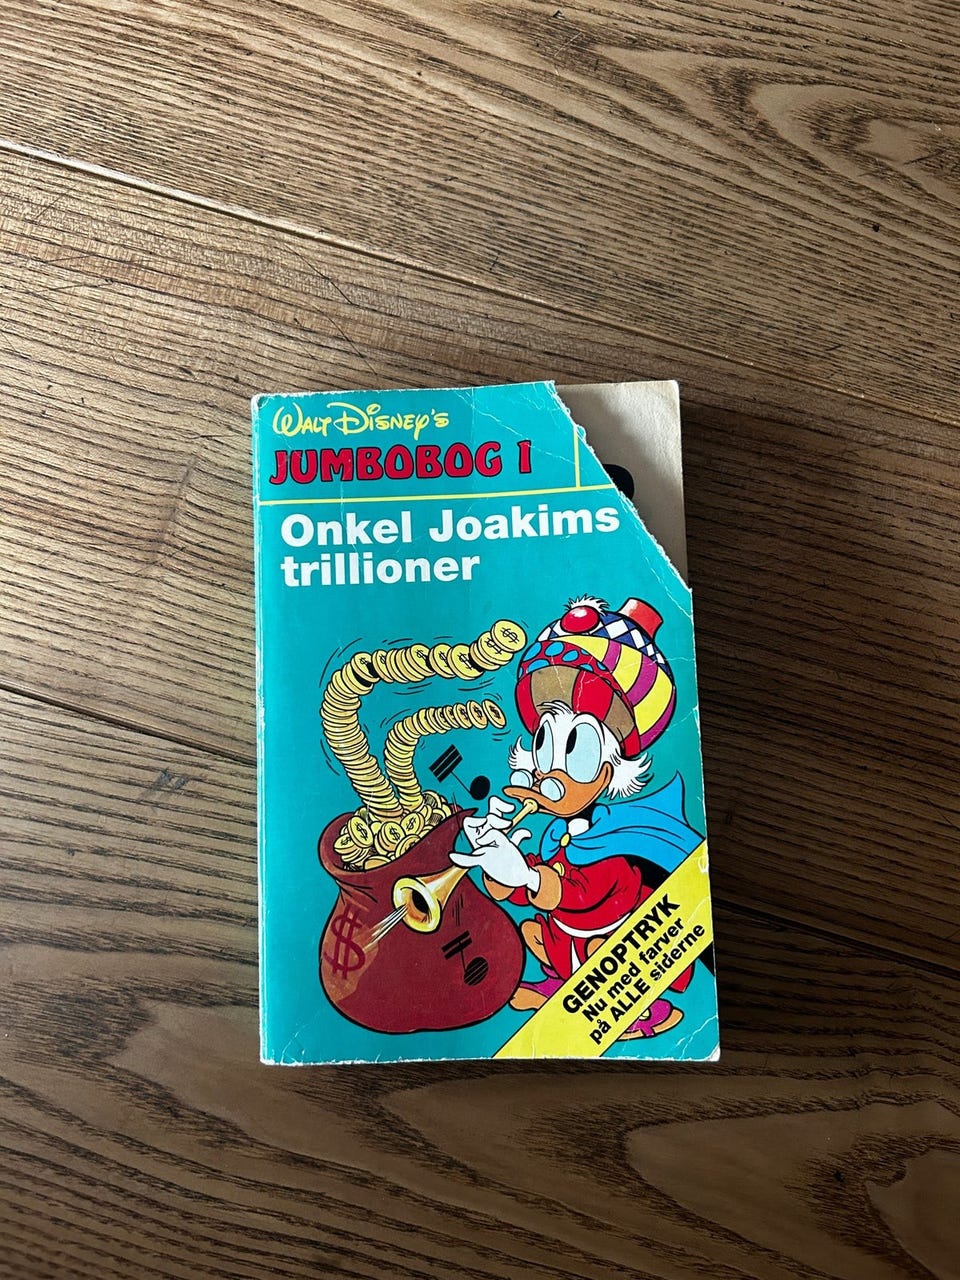 WALT DISNEY'S
JUMBOBOG 1
Onkel Joakims
trillioner
$
GENOPTRYK
Nu med farver
på ALLE siderne